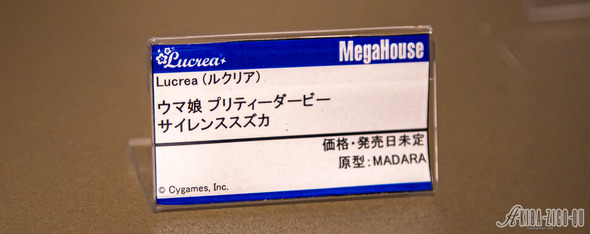 Lucrea
MegaHouse
Lucrea (ルクリア)
ウマ娘 プリティーダービー
サイレンススズカ
価格・発売日未定
原型:MADARA
© Cygames, Inc.
AKIBA-ZIGO-QU